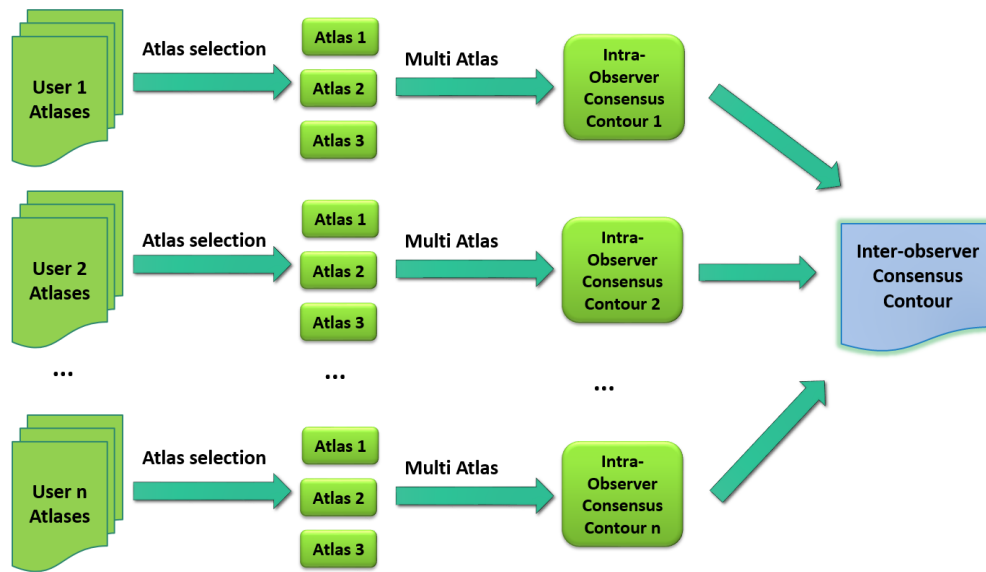 User 1
Atlases
Atlas selection
Atlas 1
Atlas 2
Atlas 3
Multi Atlas
Intra-
Observer
Consensus
Contour 1
User 2
Atlases
Atlas selection
Atlas 1
Atlas 2
Atlas 3
Multi Atlas
Intra-
Observer
Consensus
Contour 2
Inter-observer
Consensus
Contour
...
...
...
User n
Atlases
Atlas selection
Atlas 1
Atlas 2
Atlas 3
Multi Atlas
Intra-
Observer
Consensus
Contour n